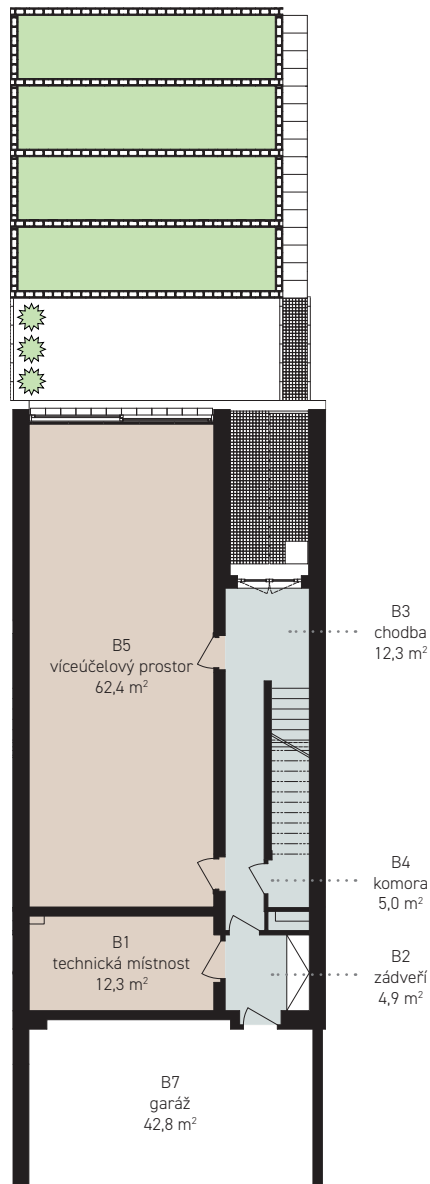 B3
chodba
12,3 m²
B5
víceúčelový prostor
62,4 m²
B4
komora
5,0 m²
B1
technická místnost
12,3 m²
B2
zádveří
4,9 m²
B7
garáž
42,8 m²